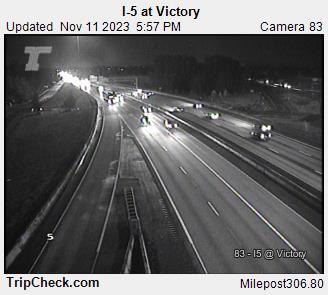 I-5 at Victory
Updated Nov 11 2023 5:57 PM Camera 83
T
S
83 - I5 @ Victory
TripCheck.com Milepost306.80